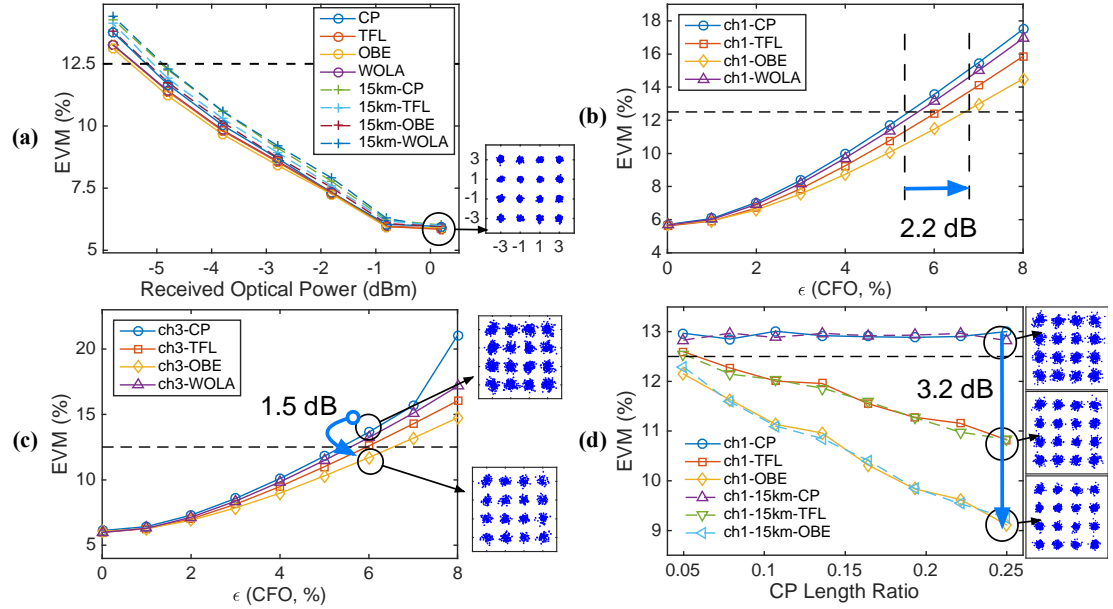 (a)
EVM (%)
12.5
10
7.5
5
-5
-4
-3
-2
-1
0
Received Optical Power (dBm)
CP
TFL
OBE
WOLA
15km-CP
15km-TFL
15km-OBE
15km-WOLA
3
1
-1
-3
-3 -1 1 3
(b)
EVM (%)
18
16
14
12
10
8
6
4
0
2
4
6
8
ϵ (CFO, %)
ch1-CP
ch1-TFL
ch1-OBE
ch1-WOLA
2.2 dB
(c)
EVM (%)
20
15
10
5
0
2
4
6
8
ϵ (CFO, %)
ch3-CP
ch3-TFL
ch3-OBE
ch3-WOLA
1.5 dB
(d)
EVM (%)
13
12
11
10
9
0.05
0.1
0.15
0.2
0.25
CP Length Ratio
3.2 dB
ch1-CP
ch1-TFL
ch1-OBE
ch1-15km-CP
ch1-15km-TFL
ch1-15km-OBE